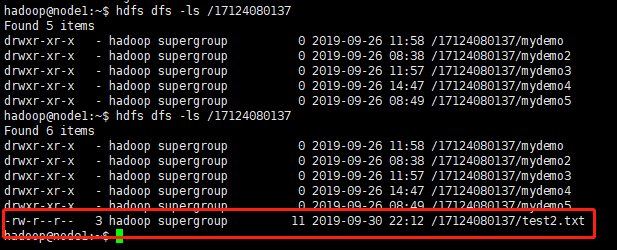 hadoop@node1:~$ hdfs dfs -ls /17124080137
Found 5 items
drwxr-xr-x   - hadoop supergroup          0 2019-09-26 11:58 /17124080137/mydemo
drwxr-xr-x   - hadoop supergroup          0 2019-09-26 08:38 /17124080137/mydemo2
drwxr-xr-x   - hadoop supergroup          0 2019-09-26 11:57 /17124080137/mydemo3
drwxr-xr-x   - hadoop supergroup          0 2019-09-26 14:47 /17124080137/mydemo4
drwxr-xr-x   - hadoop supergroup          0 2019-09-26 08:49 /17124080137/mydemo5
hadoop@node1:~$ hdfs dfs -ls /17124080137
Found 6 items
drwxr-xr-x   - hadoop supergroup          0 2019-09-26 11:58 /17124080137/mydemo
drwxr-xr-x   - hadoop supergroup          0 2019-09-26 08:38 /17124080137/mydemo2
drwxr-xr-x   - hadoop supergroup          0 2019-09-26 11:57 /17124080137/mydemo3
drwxr-xr-x   - hadoop supergroup          0 2019-09-26 14:47 /17124080137/mydemo4
drwxr-xr-x   - hadoop supergroup          0 2019-09-26 08:49 /17124080137/mydemo5
-rw-r--r--   3 hadoop supergroup         11 2019-09-30 22:12 /17124080137/test2.txt
hadoop@node1:~$